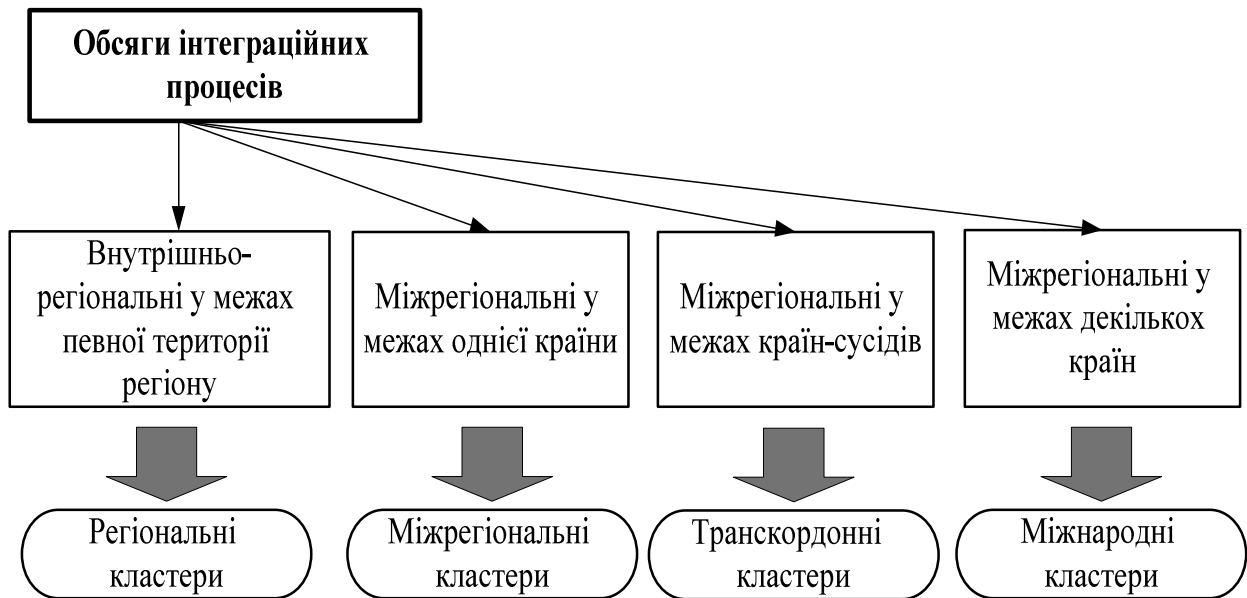 Обсяги інтеграційних
процесів
Внутрішньо-
регіональні у межах
певної території
регіону
Міжрегіональні у
межах однієї країни
Міжрегіональні у
межах країн-сусідів
Міжрегіональні у
межах декількох
країн
Регіональні
кластери
Міжрегіональні
кластери
Транскордонні
кластери
Міжнародні
кластери